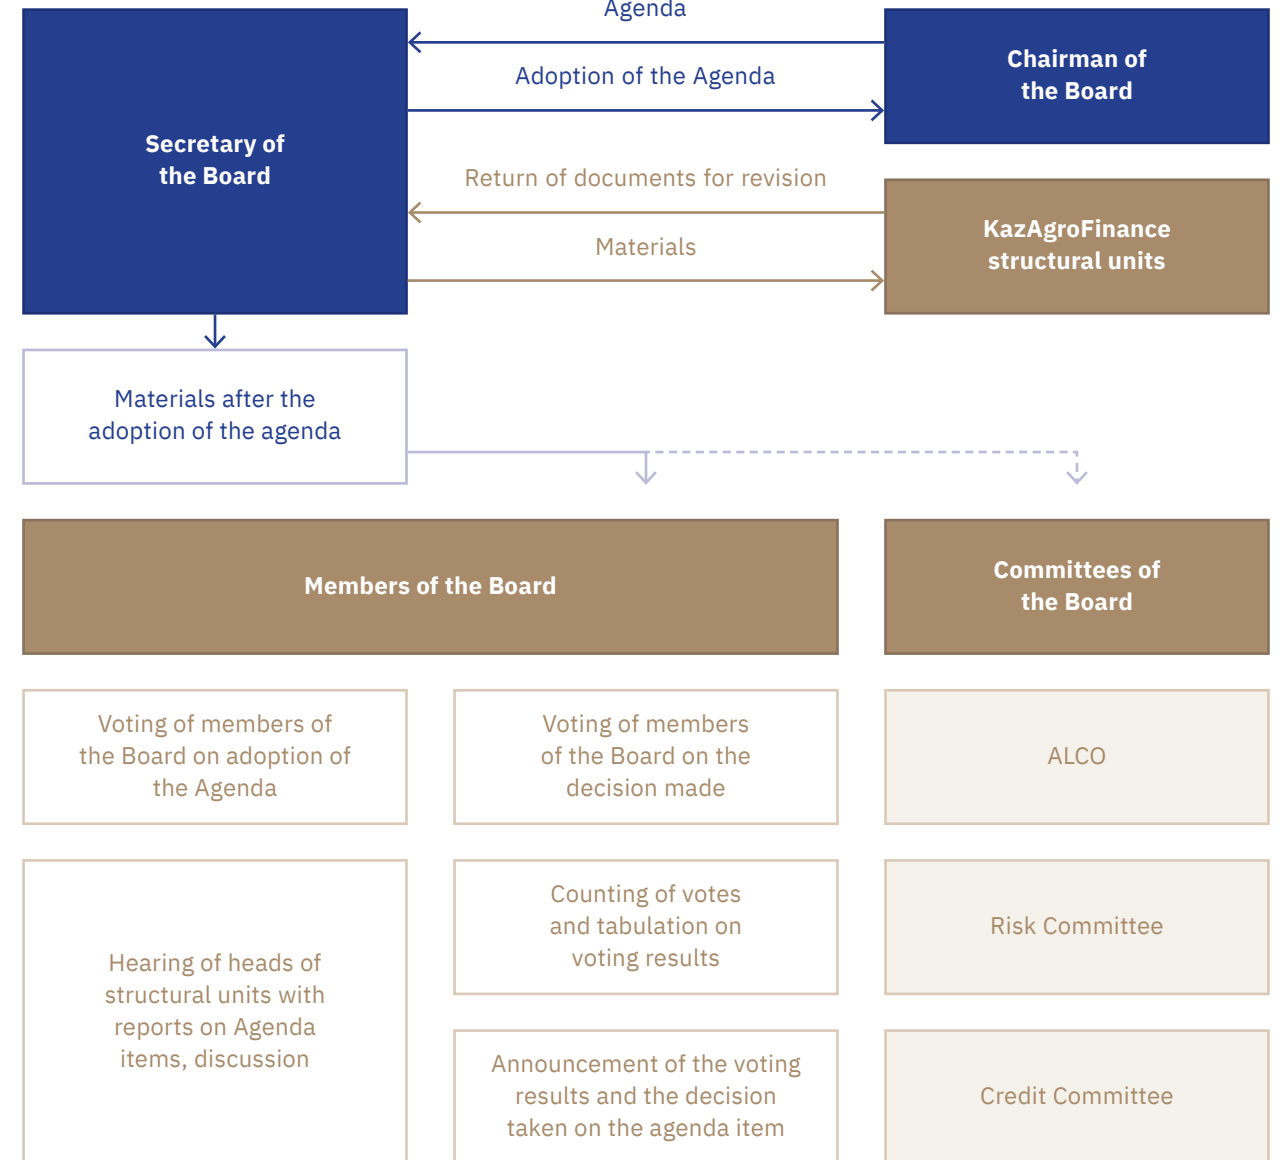 Agenda
Adoption of the Agenda
Chairman of
the Board
Secretary of
the Board
Return of documents for revision
Materials
KazAgroFinance
structural units
Materials after the
adoption of the agenda
Members of the Board
Committees of
the Board
Voting of members of
the Board on adoption of
the Agenda
Voting of members
of the Board on the
decision made
ALCO
Hearing of heads of
structural units with
reports on Agenda
items, discussion
Counting of votes
and tabulation on
voting results
Risk Committee
Announcement of the voting
results and the decision
taken on the agenda item
Credit Committee